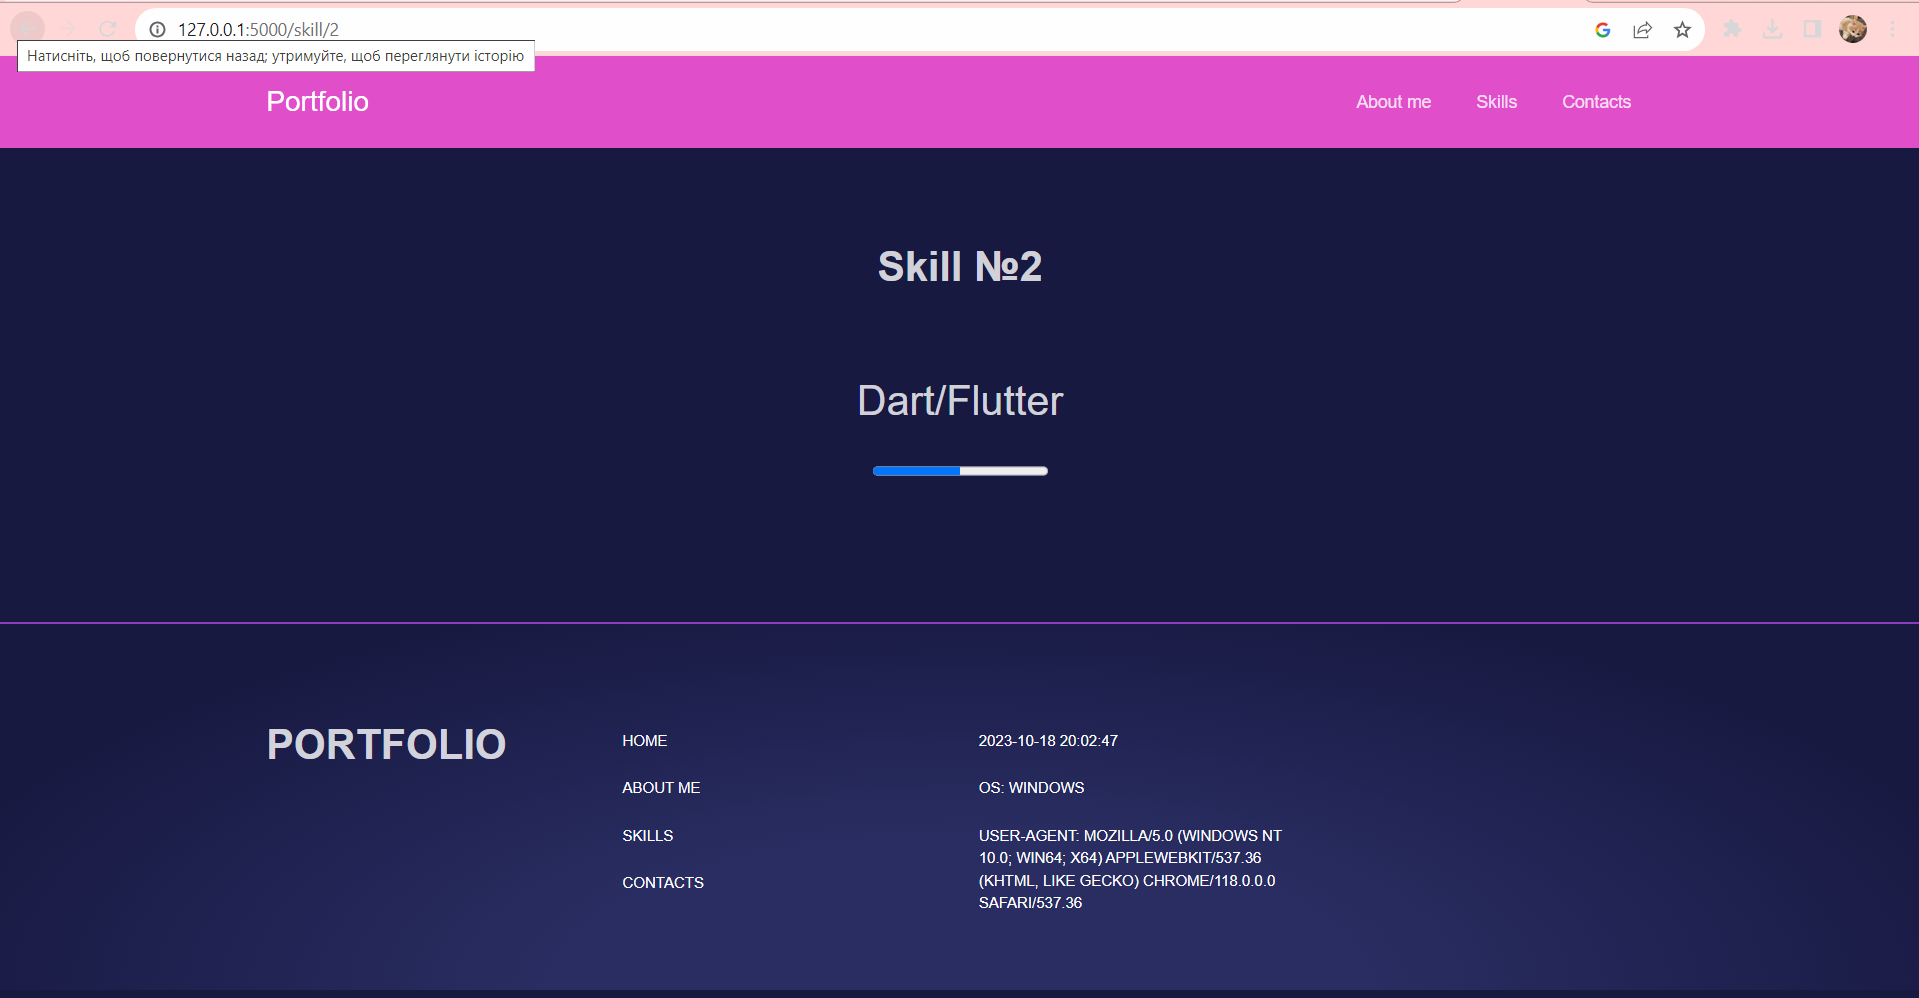 127.0.0.1:5000/skill/2
Натисніть, щоб повернутися назад; утримуйте, щоб переглянути історію
Portfolio
About me
Skills
Contacts
Skill №2
Dart/Flutter
PORTFOLIO
HOME
ABOUT ME
SKILLS
CONTACTS
2023-10-18 20:02:47
OS: WINDOWS
USER-AGENT: MOZILLA/5.0 (WINDOWS NT
10.0; WIN64; X64) APPLEWEBKIT/537.36
(KHTML, LIKE GECKO) CHROME/118.0.0.0
SAFARI/537.36